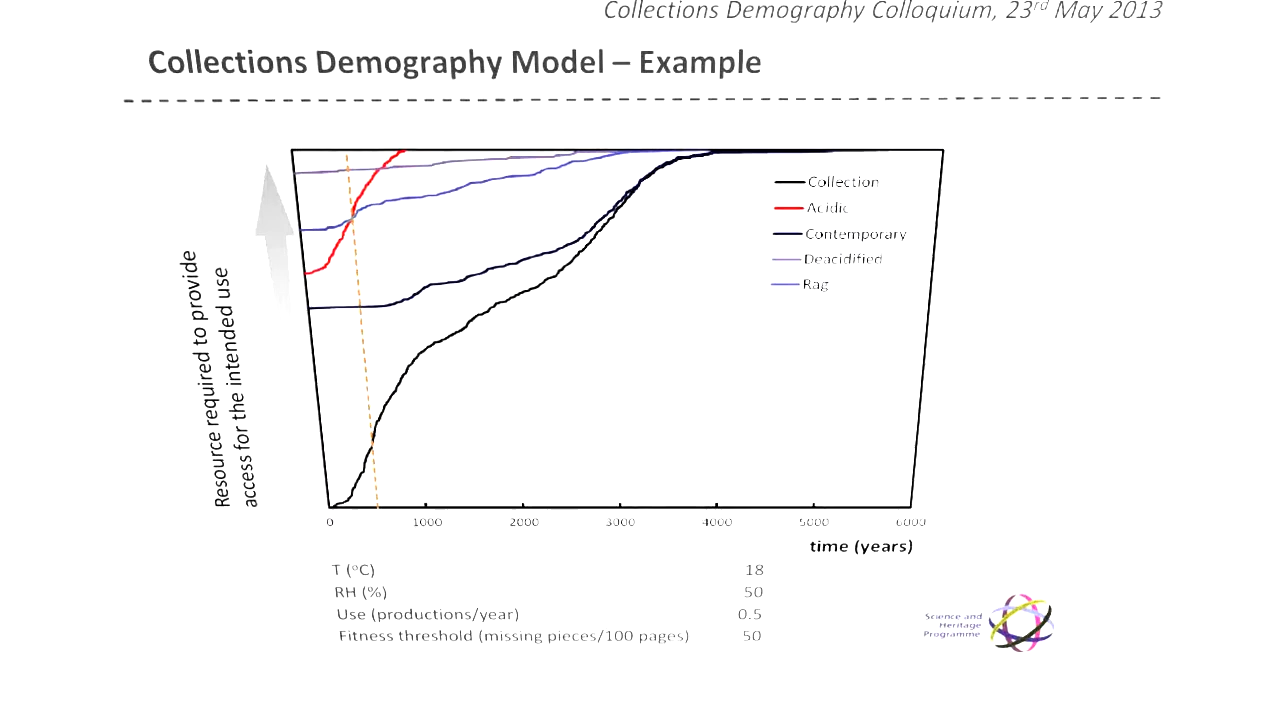 Collections Demography Colloquium, 23rd May 2013
Collections Demography Model – Example
Resource required to provide
access for the intended use
Collection
Acidic
Contemporary
Deacidified
Rag
0 1000 2000 3000 4000 5000 6000
time (years)
T (°C) 18
RH (%) 50
Use (productions/year) 0.5
Fitness threshold (missing pieces/100 pages) 50
Science and
Heritage
Programme